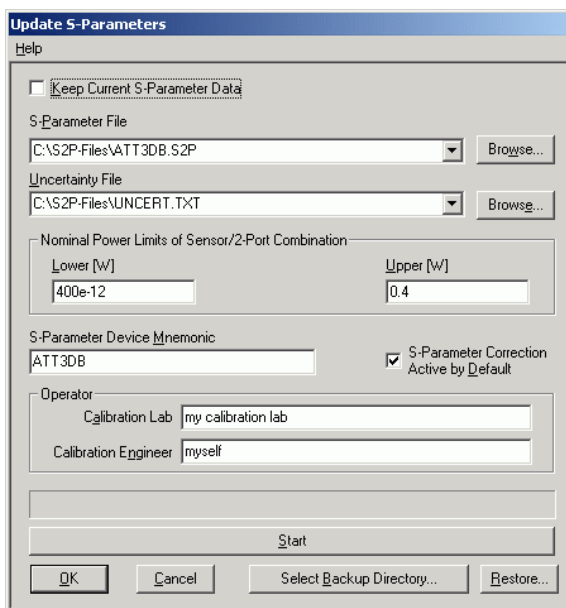 Update S-Parameters
Help
Keep Current S-Parameter Data
S-Parameter File
C:\S2P-Files\ATT3DB.S2P
Browse...
Uncertainty File
C:\S2P-Files\UNCERT.TXT
Browse...
Nominal Power Limits of Sensor/2-Port Combination
Lower [W]
Upper [W]
400e-12
0.4
S-Parameter Device Mnemonic
ATT3DB
S-Parameter Correction
Active by Default
Operator
Calibration Lab
my calibration lab
Calibration Engineer
myself
Start
OK
Cancel
Select Backup Directory...
Restore...